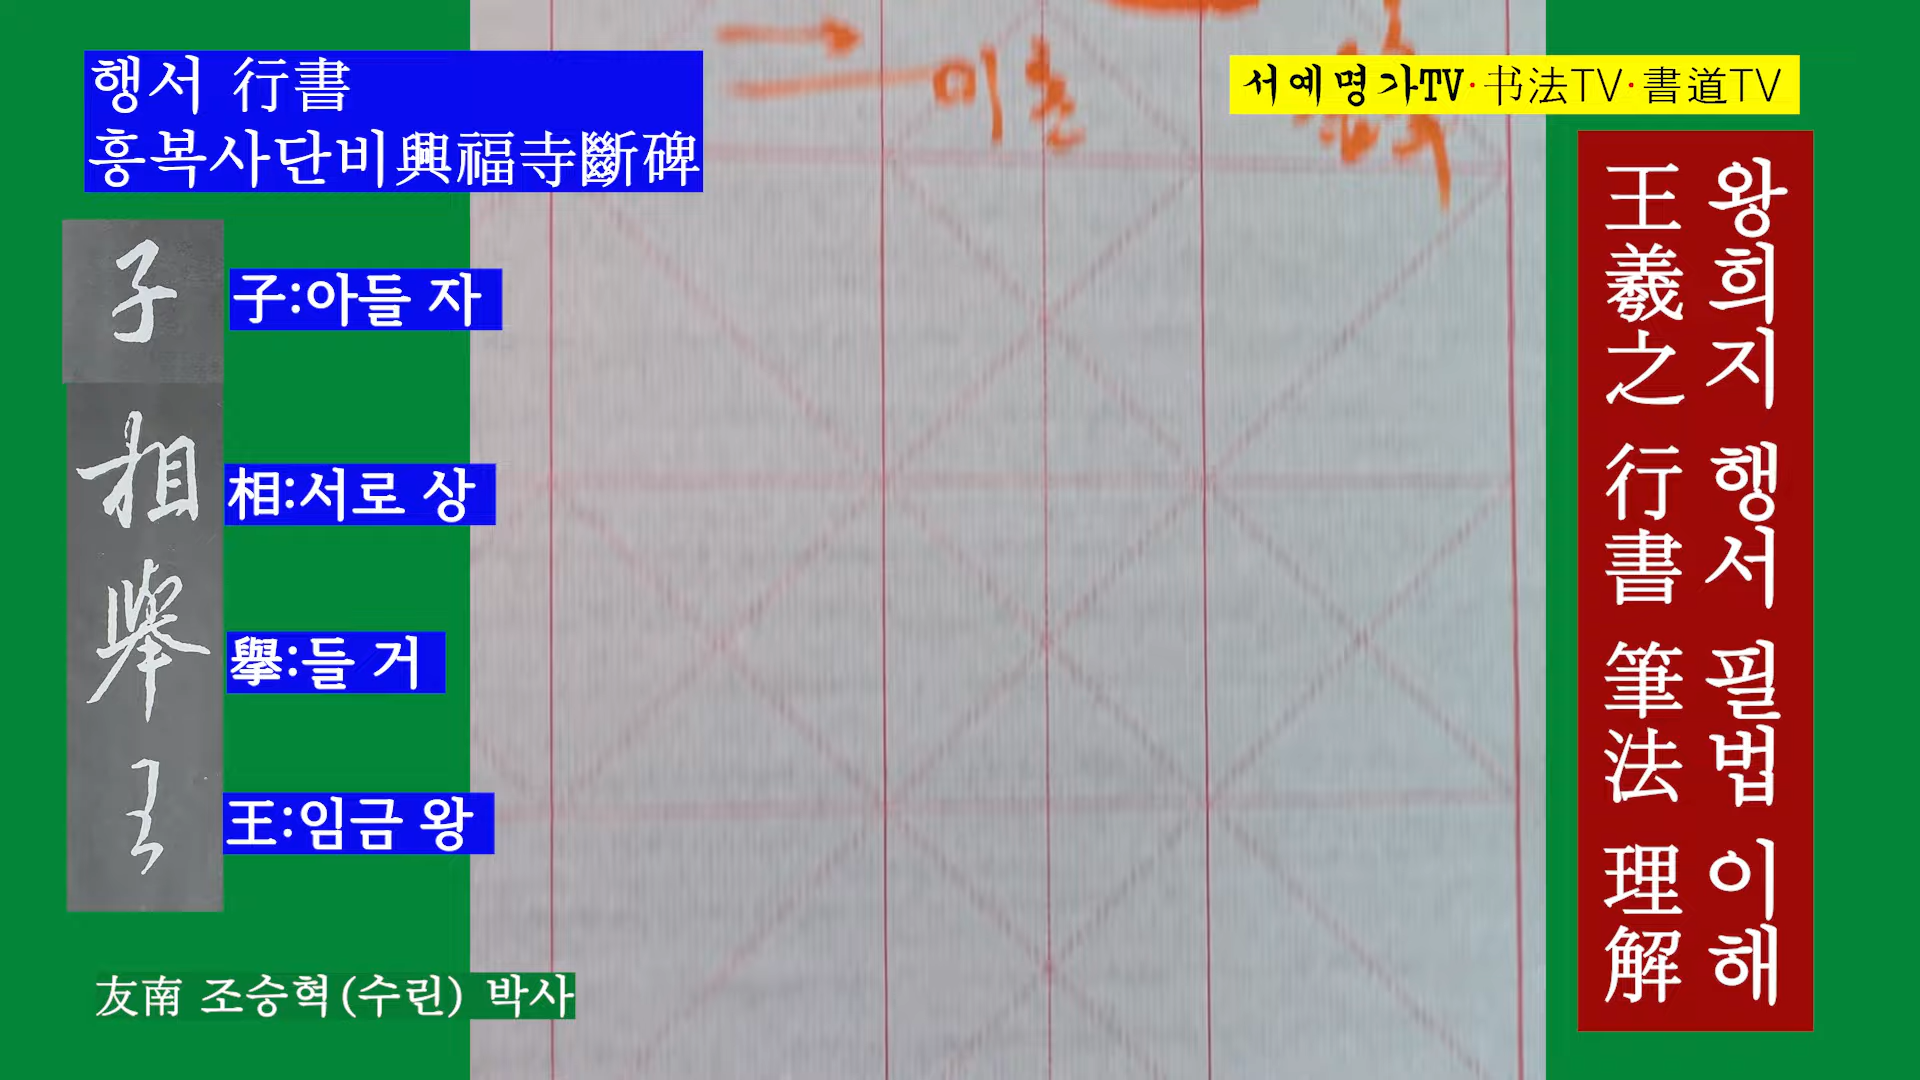 행서 行書
흥복사단비興福寺斷碑
서예명가TV·书法TV·書道TV
子
子:아들 자
相
相:서로 상
擧
擧:들 거
王
王:임금 왕
왕희지 행서 필법 이해
王羲之 行書 筆法 理解
友南 조승혁(수린) 박사